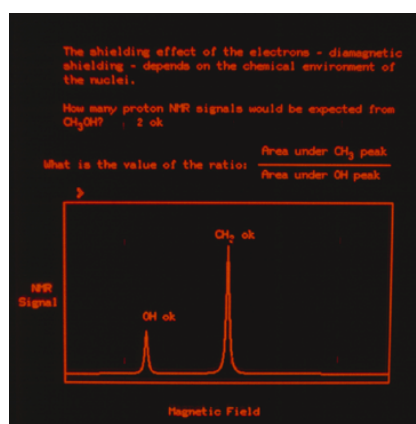 The shielding effect of the electrons - diamagnetic
shielding - depends on the chemical environment of
the nuclei.
How many proton NMR signals would be expected from
CH₃OH? 2 ok
What is the value of the ratio: Area under CH₃ peak
Area under OH peak
>
CH₂ ok
NMR
Signal
OH ok
Magnetic Field